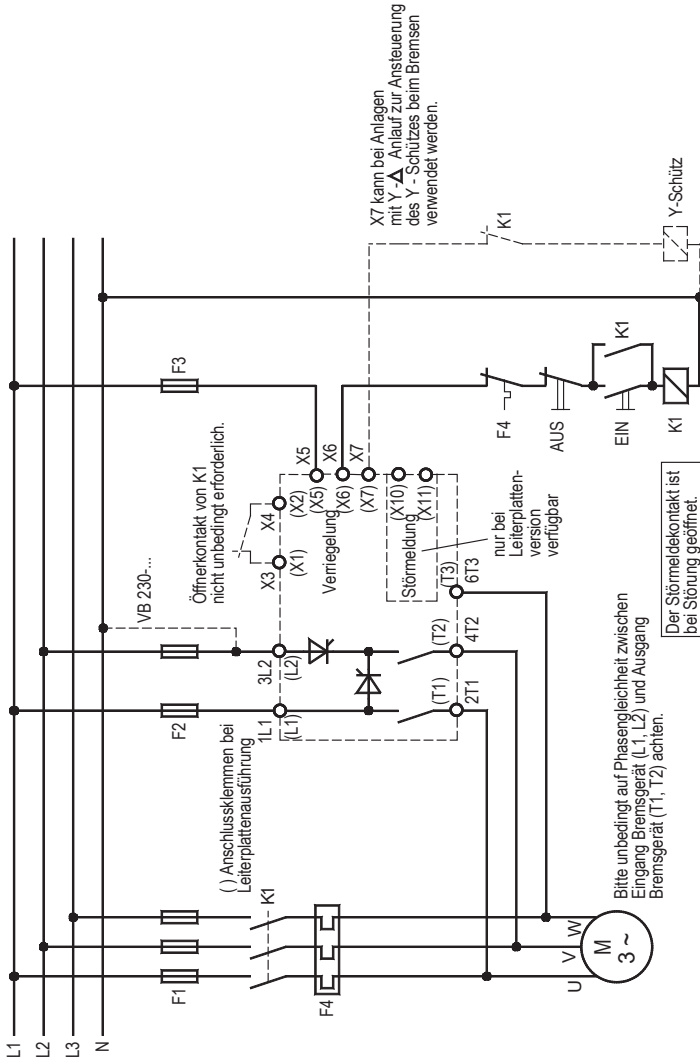 L1
L2
L3
N
VB 230-...
F1
F2
F3
( ) Anschlussklemmen bei
Leiterplattenausführung
K1
F4
Öffnerkontakt von K1
nicht unbedingt erforderlich.
1L1
(L1)
3L2
(L2)
X3
(X1)
X4
(X2)
Verriegelung
X5
(X5)
X6
(X6)
X7
(X7)
(X10)
(X11)
Störmeldung
nur bei
Leiterplatten-
version
verfügbar
(T1)
2T1
(T2)
4T2
(T3)
6T3
X7 kann bei Anlagen
mit Y -Δ Anlauf zur Ansteuerung
des Y - Schützes beim Bremsen
verwendet werden.
K1
Y-Schütz
F4
AUS
EIN
K1
K1
U
V
W
M
3 ~
Bitte unbedingt auf Phasengleichheit zwischen
Eingang Bremsgerät (L1, L2) und Ausgang
Bremsgerät (T1, T2) achten.
Der Störmeldekontakt ist
bei Störung geöffnet.